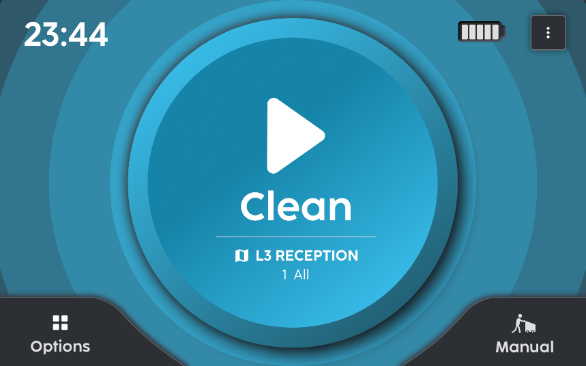 23:44
Clean
L3 RECEPTION
1 All
Options
Manual